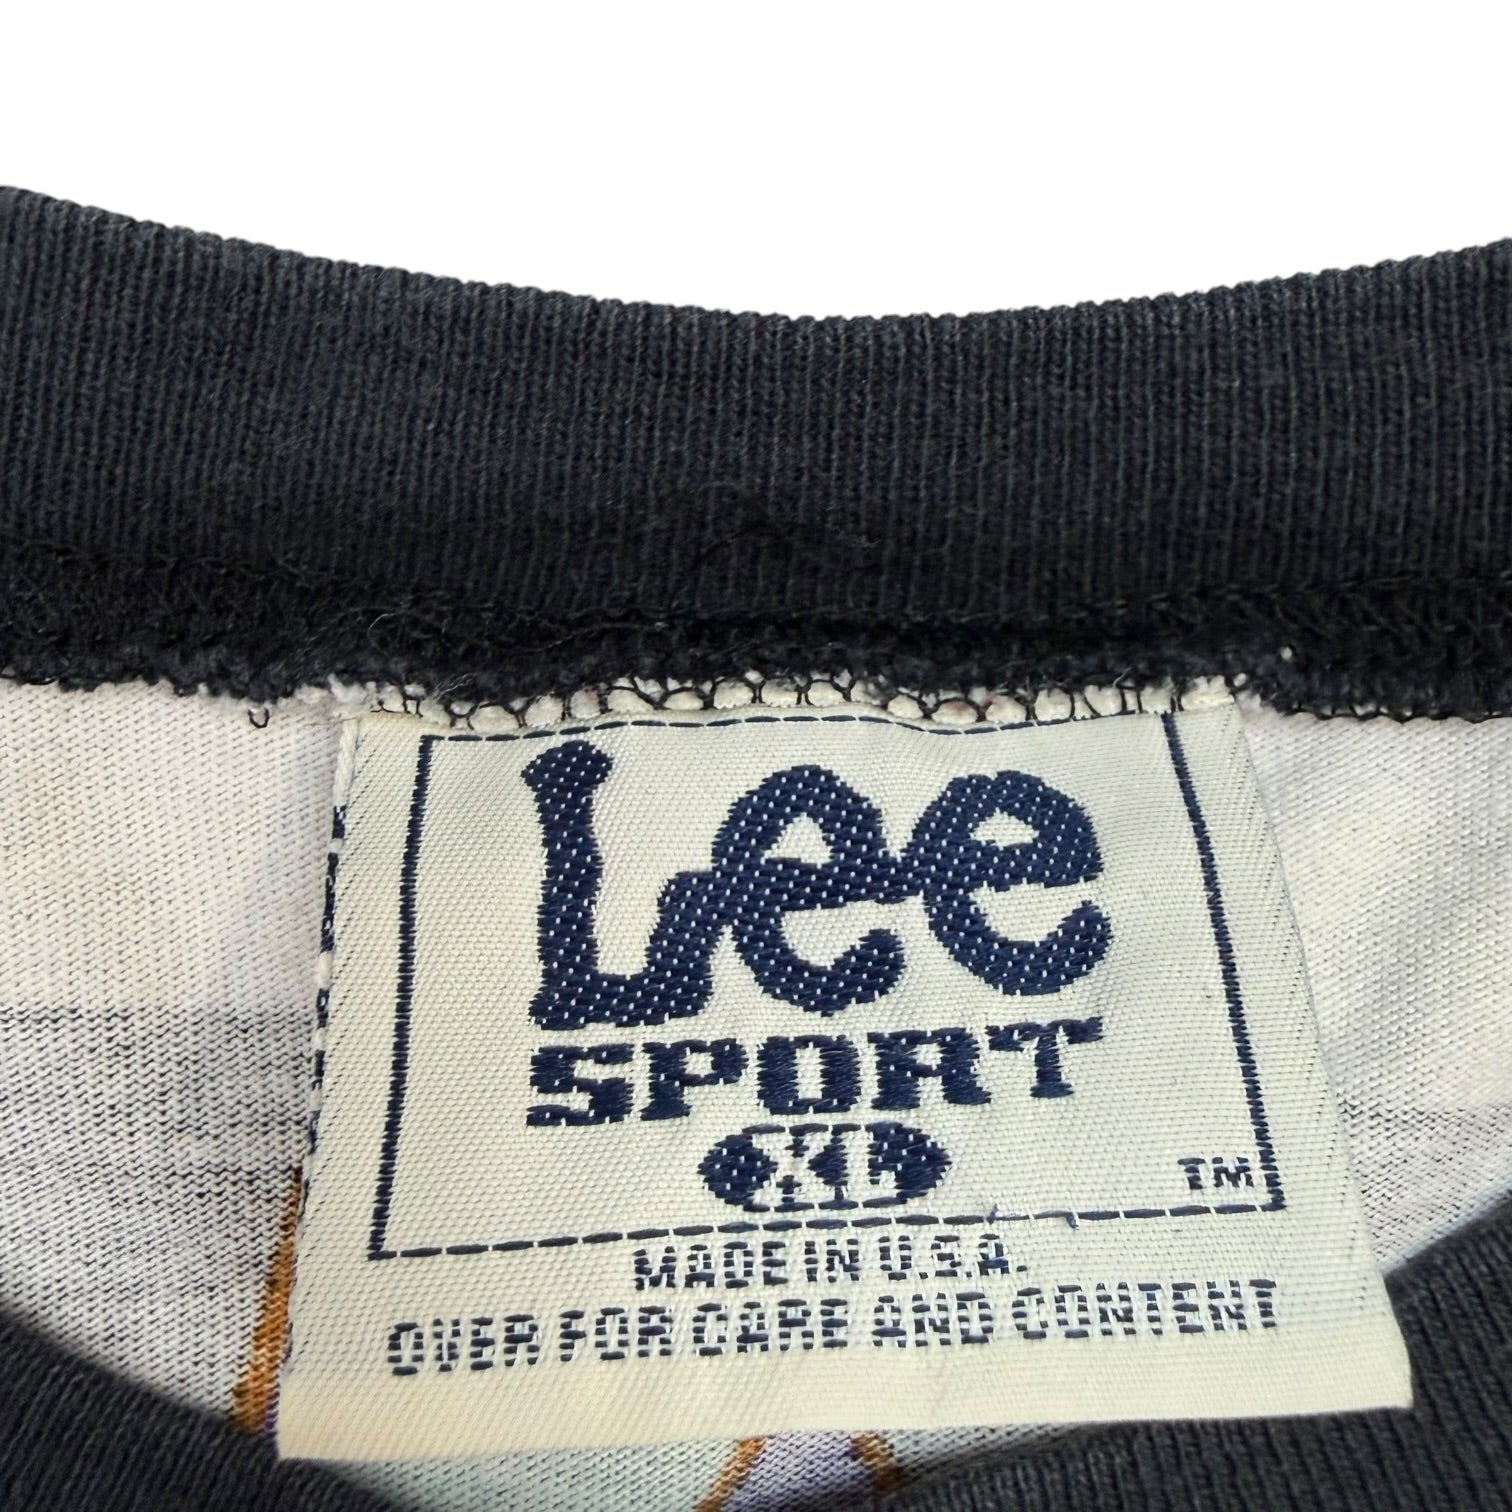 Lee
SPORT
XL
TM
MADE IN U.S.A.
OVER FOR CARE AND CONTENT